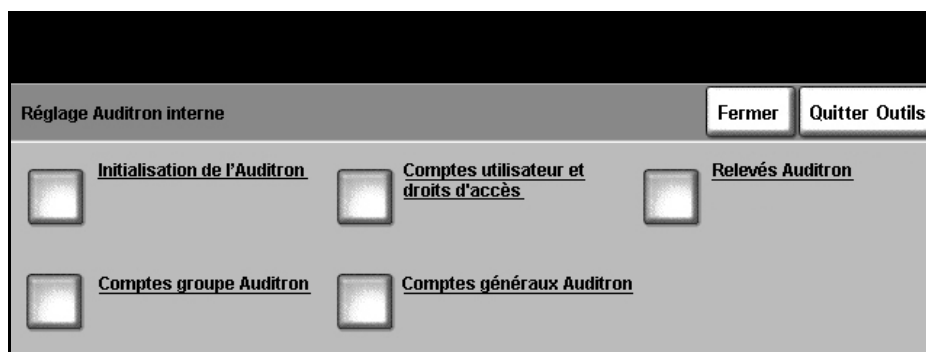 Réglage Auditron interne
Fermer
Quitter Outils
Initialisation de l'Auditron
Comptes utilisateur et
droits d'accès
Relevés Auditron
Comptes groupe Auditron
Comptes généraux Auditron